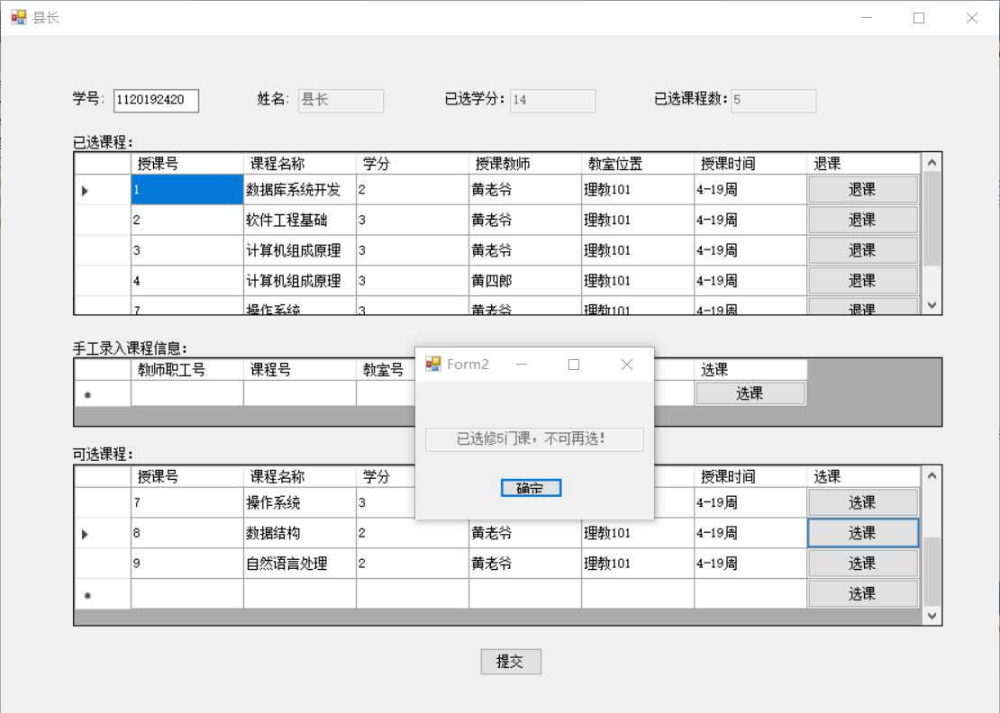 县长
学号: 1120192420 姓名: 县长 已选学分: 14 已选课程数: 5
已选课程:
授课号 课程名称 学分 授课教师 教室位置 授课时间 退课
1 数据库系统开发 2 黄老爷 理教101 4-19周 退课
2 软件工程基础 3 黄老爷 理教101 4-19周 退课
3 计算机组成原理 3 黄老爷 理教101 4-19周 退课
4 计算机组成原理 3 黄四郎 理教101 4-19周 退课
7 操作系统 3 黄老爷 理教101 4-19周 退课
手工录入课程信息:
教师职工号 课程号 教室号 选课
选课
Form2
已选修5门课，不可再选!
确定
可选课程:
授课号 课程名称 学分 授课时间 选课
7 操作系统 3 4-19周 选课
8 数据结构 2 黄老爷 理教101 4-19周 选课
9 自然语言处理 2 黄老爷 理教101 4-19周 选课
选课
提交